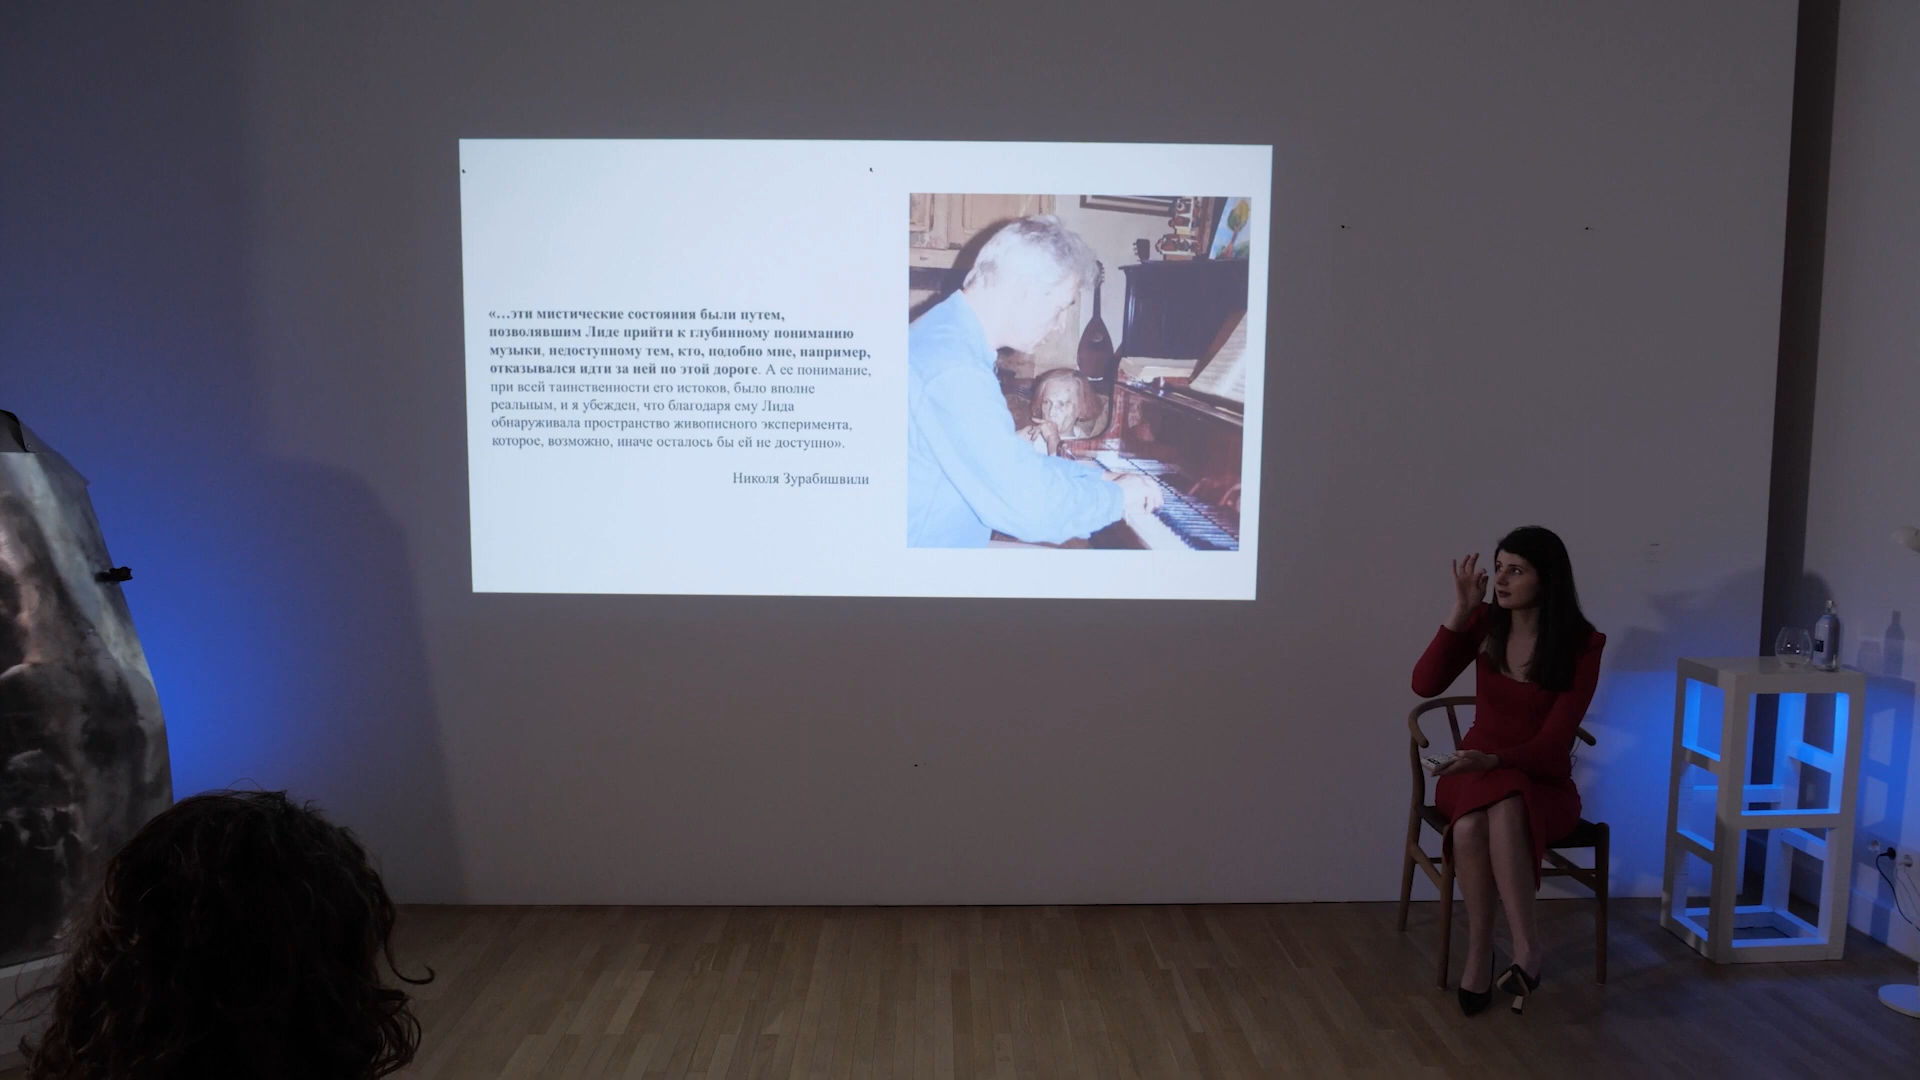 «…эти мистические состояния были путем,
позволявшим Лиде прийти к глубинному пониманию
музыки, недоступному тем, кто, подобно мне, например,
отказывался идти за ней по этой дороге. А ее понимание,
при всей таинственности его истоков, было вполне
реальным, и я убежден, что благодаря ему Лида
обнаруживала пространство живописного эксперимента,
которое, возможно, иначе осталось бы ей не доступно».
Николя Зурабишвили